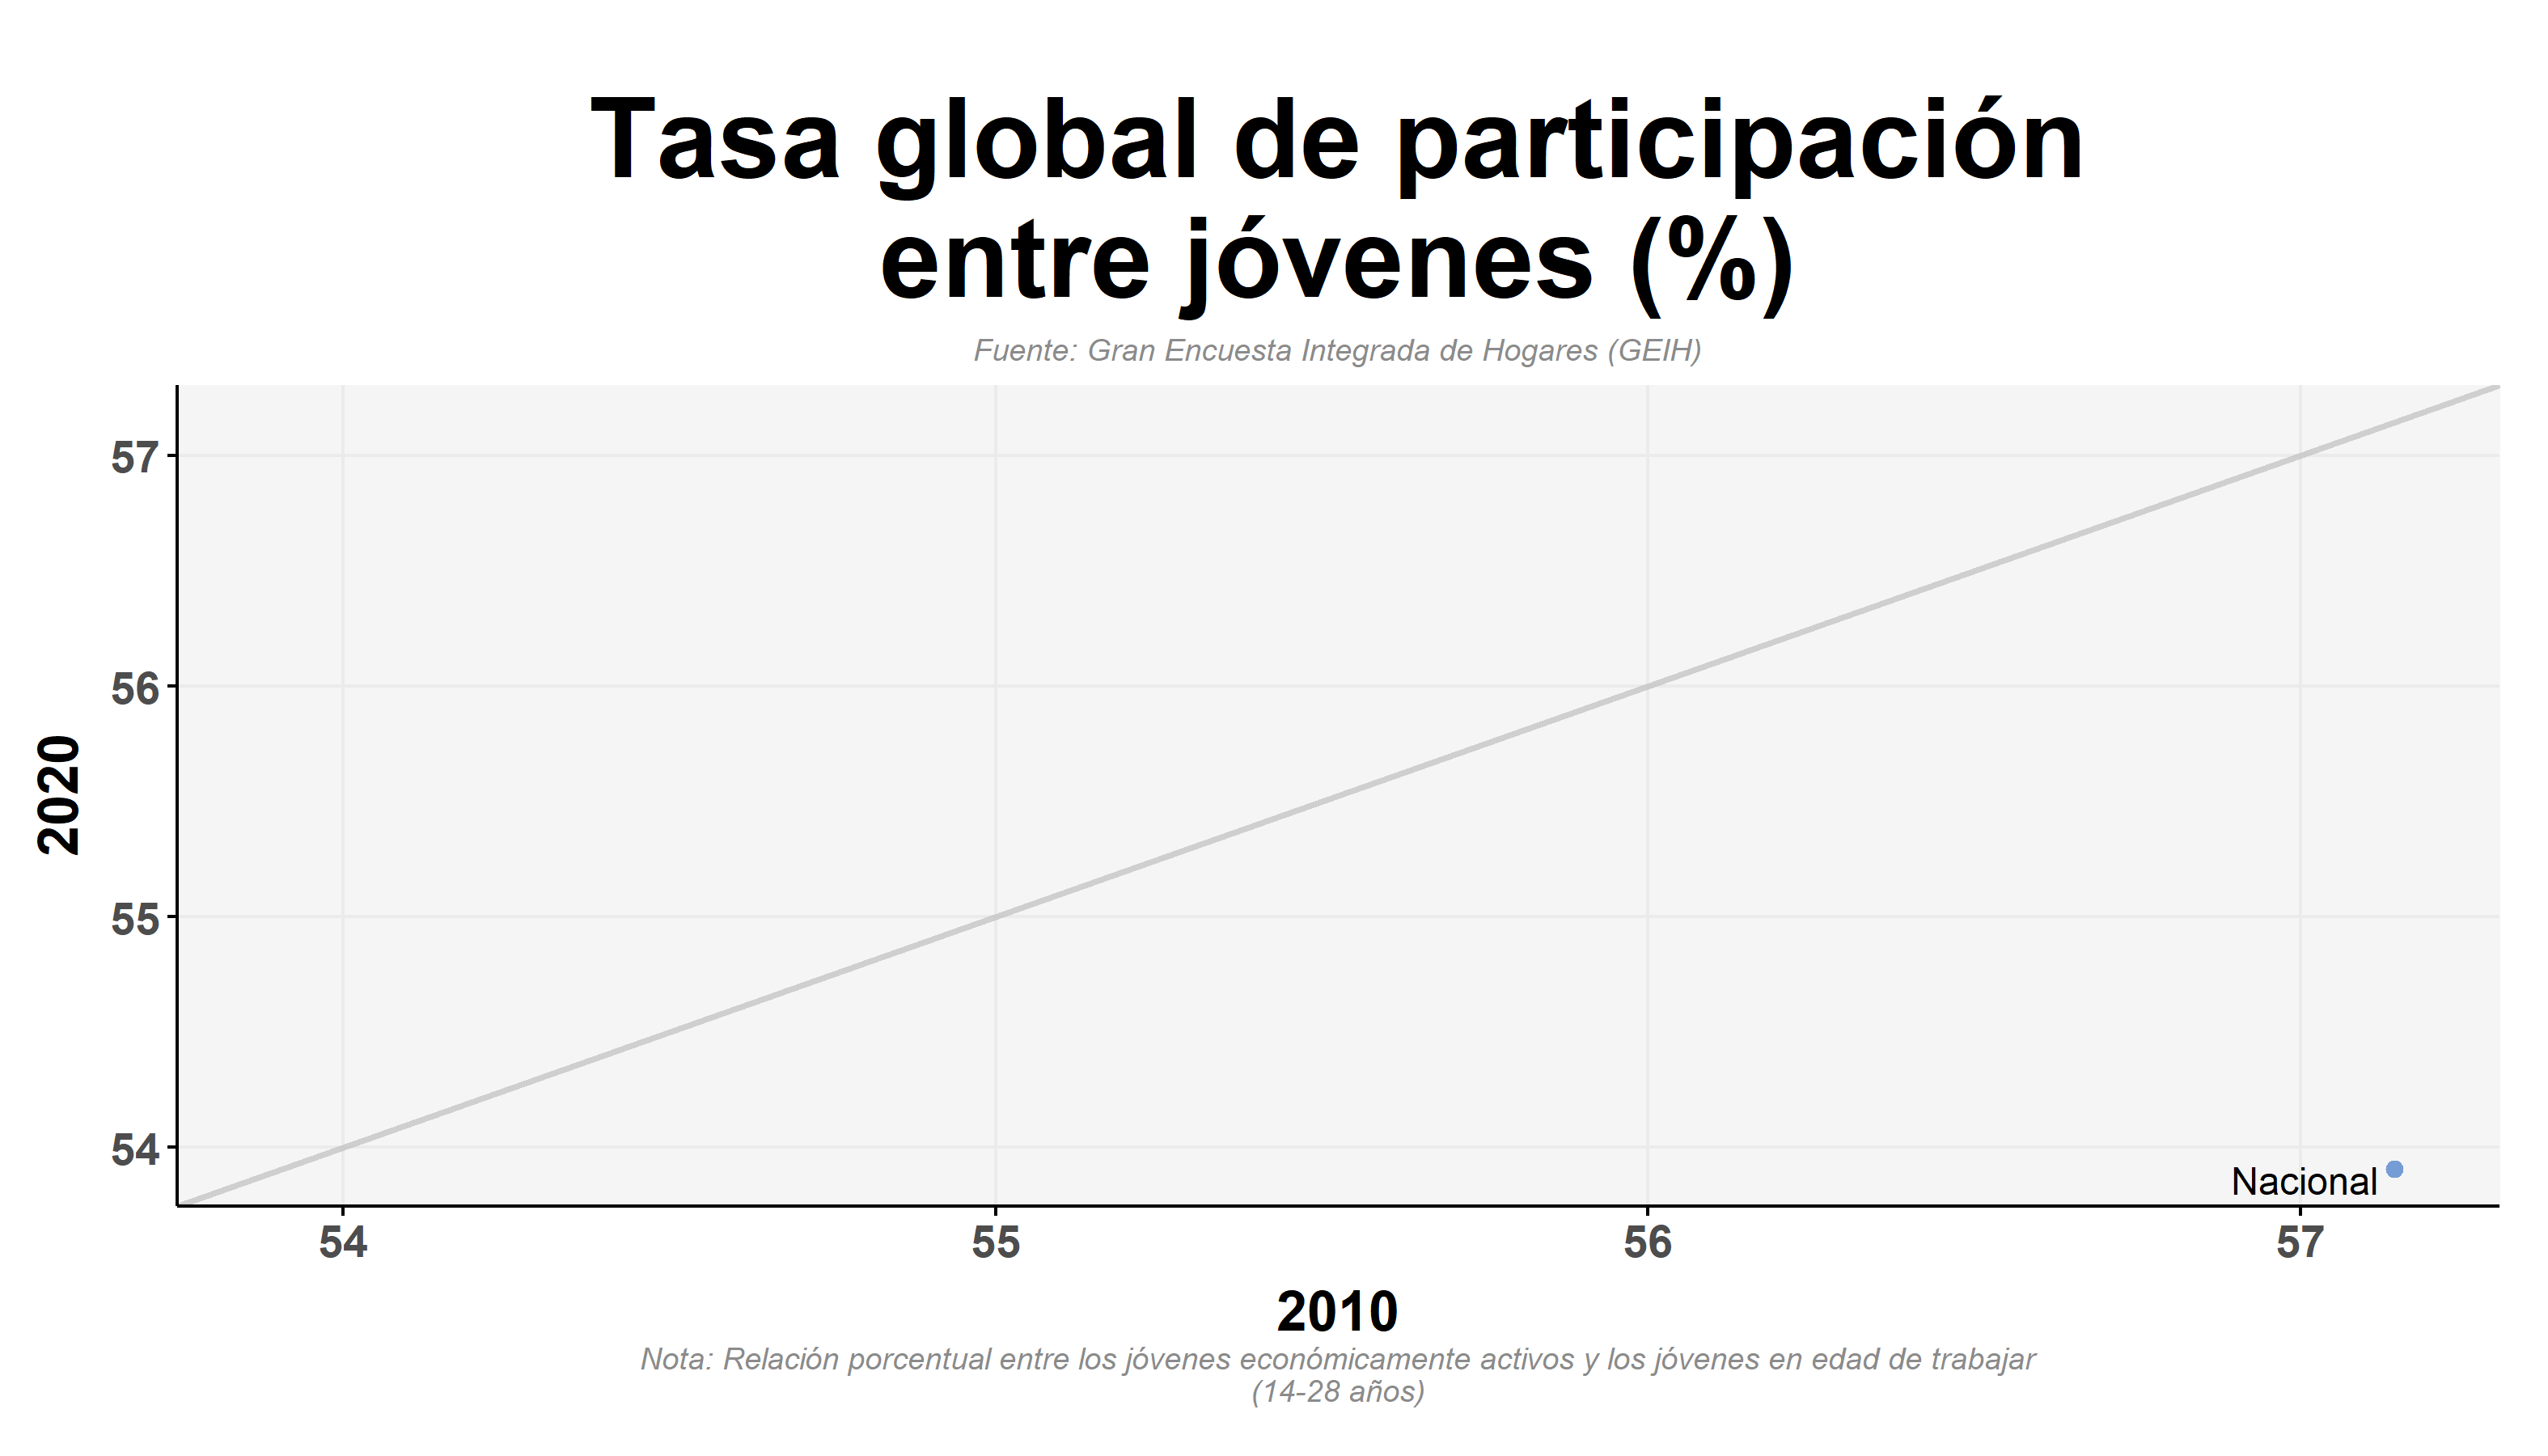 Tasa global de participación
entre jóvenes (%)
Fuente: Gran Encuesta Integrada de Hogares (GEIH)
57
56
55
54
2020
Nacional
54
55
56
57
2010
Nota: Relación porcentual entre los jóvenes económicamente activos y los jóvenes en edad de trabajar
(14-28 años)